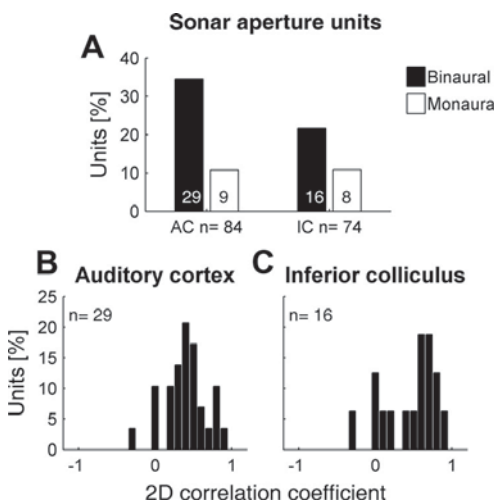 Sonar aperture units
A
Binaural
Monaura
Units [%]
40
30
20
10
0
29
9
16
8
AC n= 84
IC n= 74
B
Auditory cortex
C
Inferior colliculus
Units [%]
25
20
15
10
5
0
n= 29
n= 16
-1
0
1
-1
0
1
2D correlation coefficient